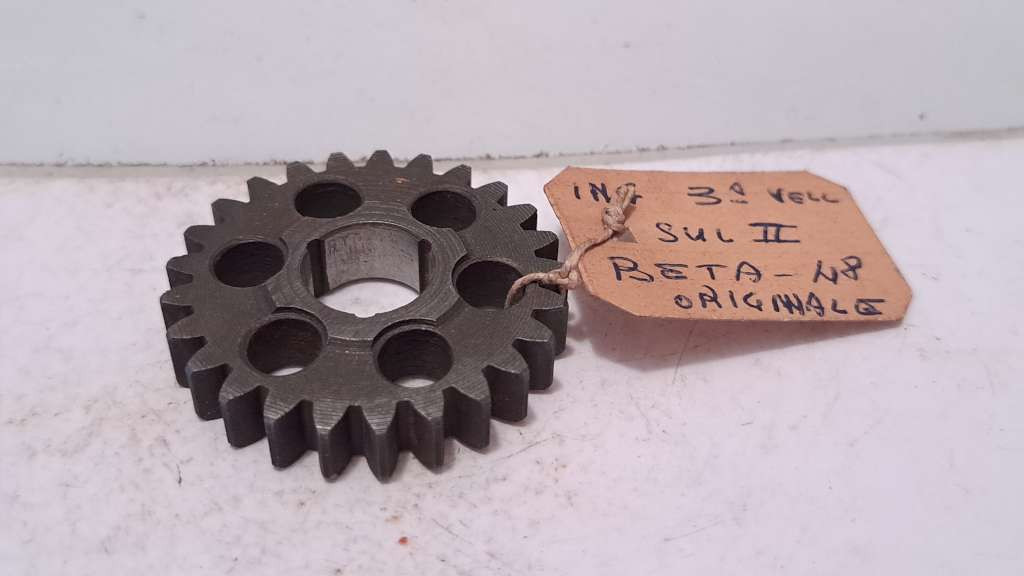 ING 3ª VELL
SUL II
BETA-48
ORIGINALE